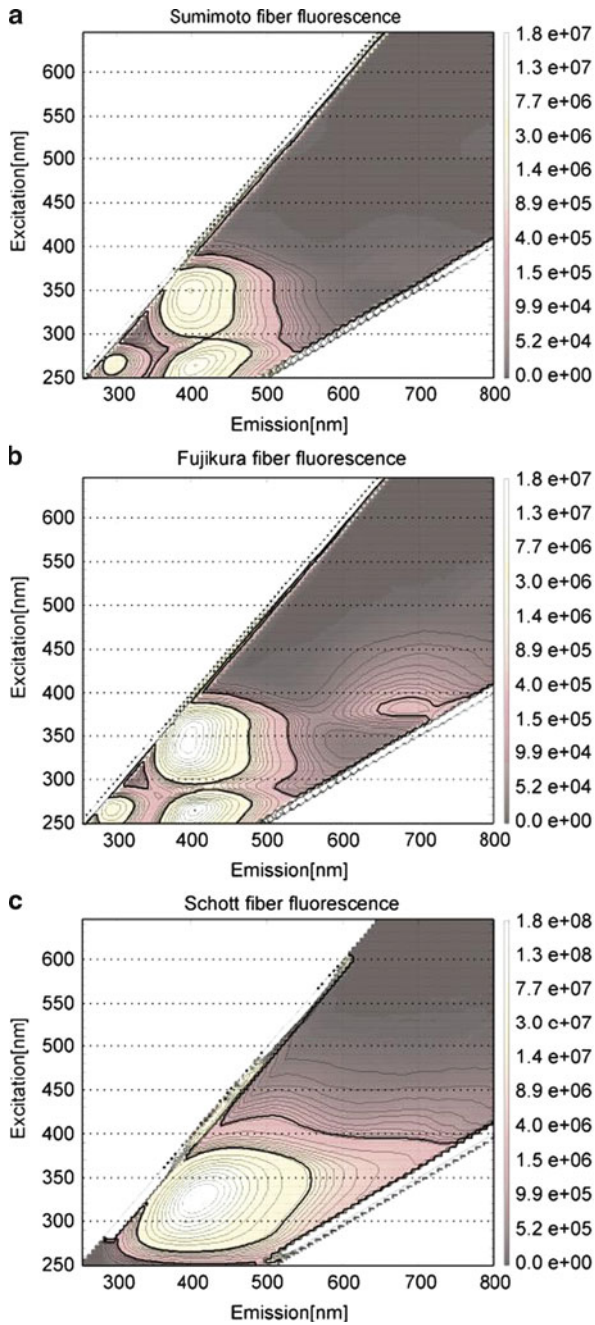 a
Sumimoto fiber fluorescence
Excitation[nm]
600
550
500
450
400
350
300
250
300 400 500 600 700 800
Emission[nm]
1.8 e+07
1.3 e+07
7.7 e+06
3.0 e+06
1.4 e+06
8.9 e+05
4.0 e+05
1.5 e+05
9.9 e+04
5.2 e+04
0.0 e+00
b
Fujikura fiber fluorescence
Excitation[nm]
600
550
500
450
400
350
300
250
300 400 500 600 700 800
Emission[nm]
1.8 e+07
1.3 e+07
7.7 e+06
3.0 e+06
1.4 e+06
8.9 e+05
4.0 e+05
1.5 e+05
9.9 e+04
5.2 e+04
0.0 e+00
c
Schott fiber fluorescence
Excitation[nm]
600
550
500
450
400
350
300
250
300 400 500 600 700 800
Emission[nm]
1.8 e+08
1.3 e+08
7.7 e+07
3.0 c+07
1.4 e+07
8.9 e+06
4.0 e+06
1.5 e+06
9.9 e+05
5.2 e+05
0.0 e+00